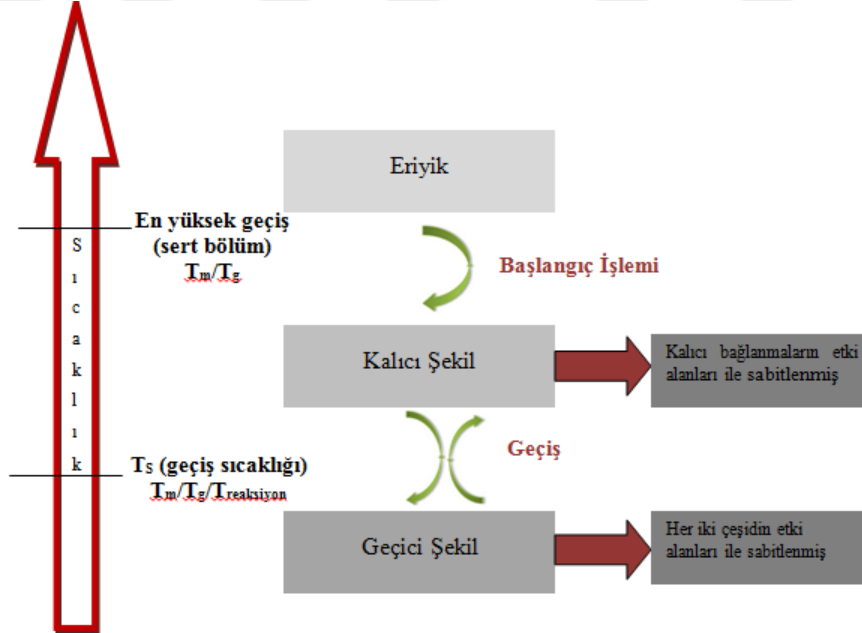 Eriyik
En yüksek geçiş
(sert bölüm)
Tm/Tg
Sıcaklık
Başlangıç İşlemi
Kalıcı Şekil
Kalıcı bağlanmaların etki
alanları ile sabitlenmiş
Geçiş
TS (geçiş sıcaklığı)
Tm/Tg/Treaksiyon
Geçici Şekil
Her iki çeşidin etki
alanları ile sabitlenmiş